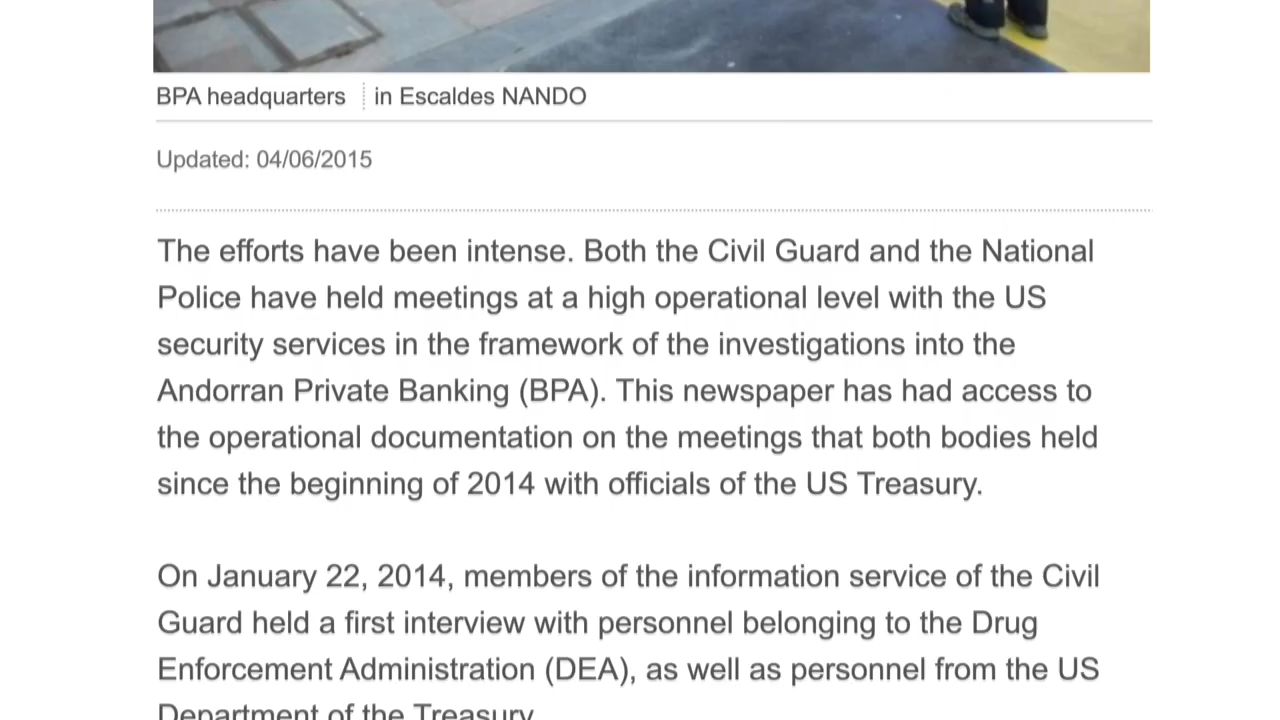 BPA headquarters in Escaldes NANDO
Updated: 04/06/2015
The efforts have been intense. Both the Civil Guard and the National
Police have held meetings at a high operational level with the US
security services in the framework of the investigations into the
Andorran Private Banking (BPA). This newspaper has had access to
the operational documentation on the meetings that both bodies held
since the beginning of 2014 with officials of the US Treasury.
On January 22, 2014, members of the information service of the Civil
Guard held a first interview with personnel belonging to the Drug
Enforcement Administration (DEA), as well as personnel from the US
Department of the Treasury.